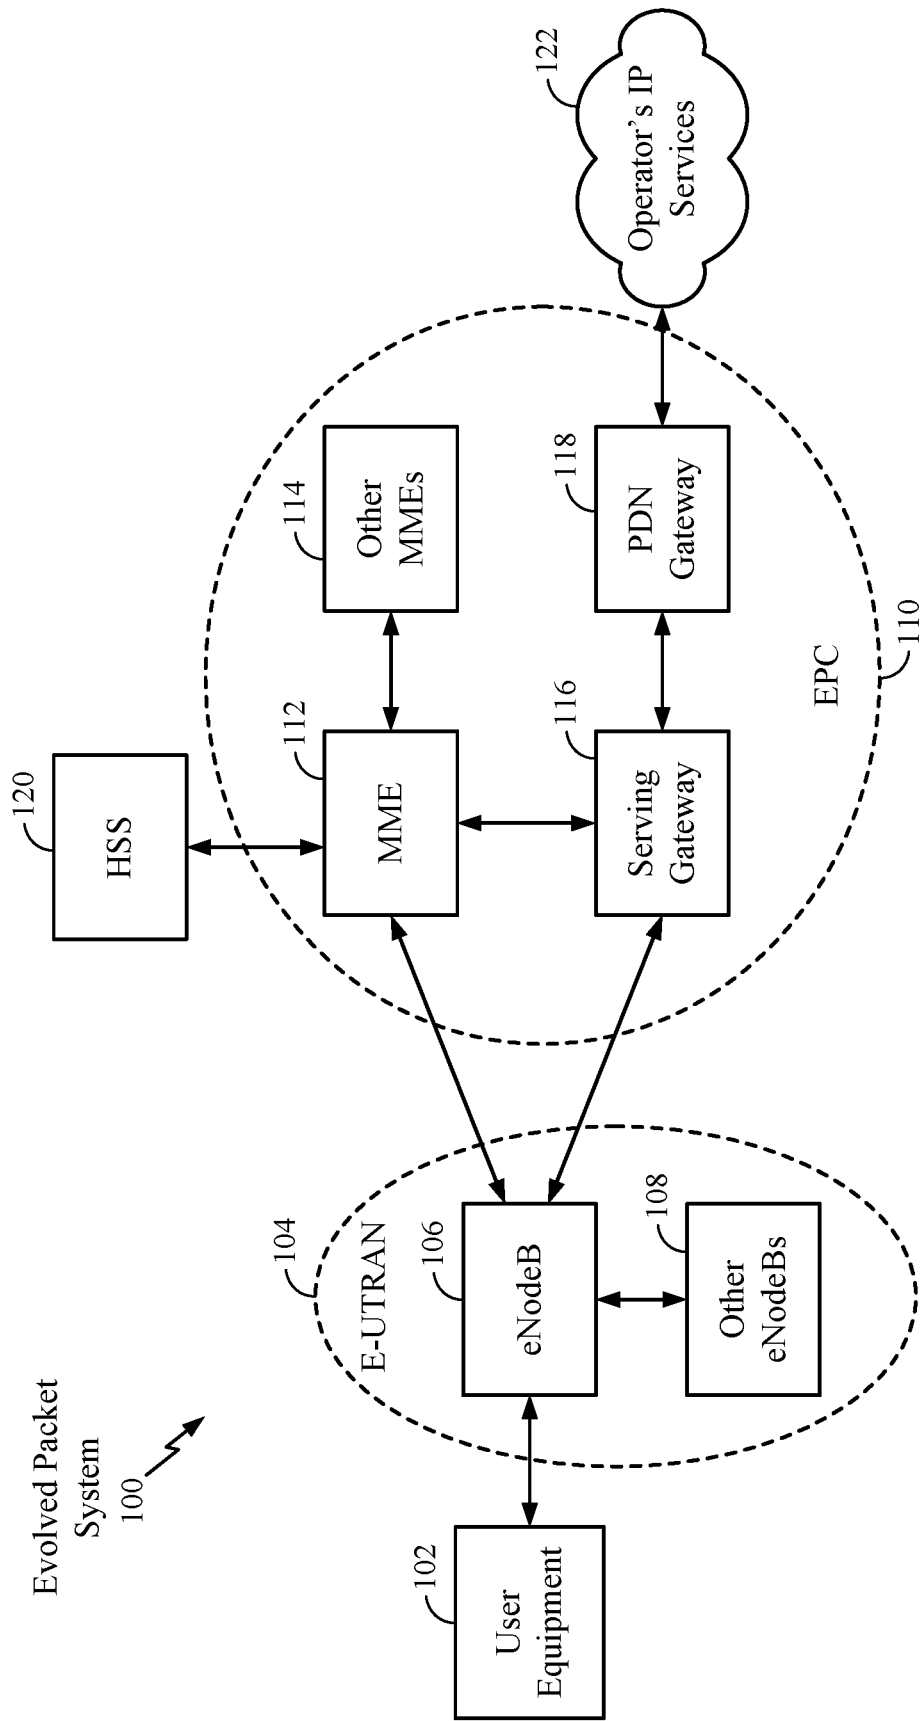 Evolved Packet
System
100
120
HSS
104
E-UTRAN
112
MME
114
Other
MMEs
102
User
Equipment
106
eNodeB
108
Other
eNodeBs
116
Serving
Gateway
118
PDN
Gateway
122
Operator's IP
Services
EPC
110